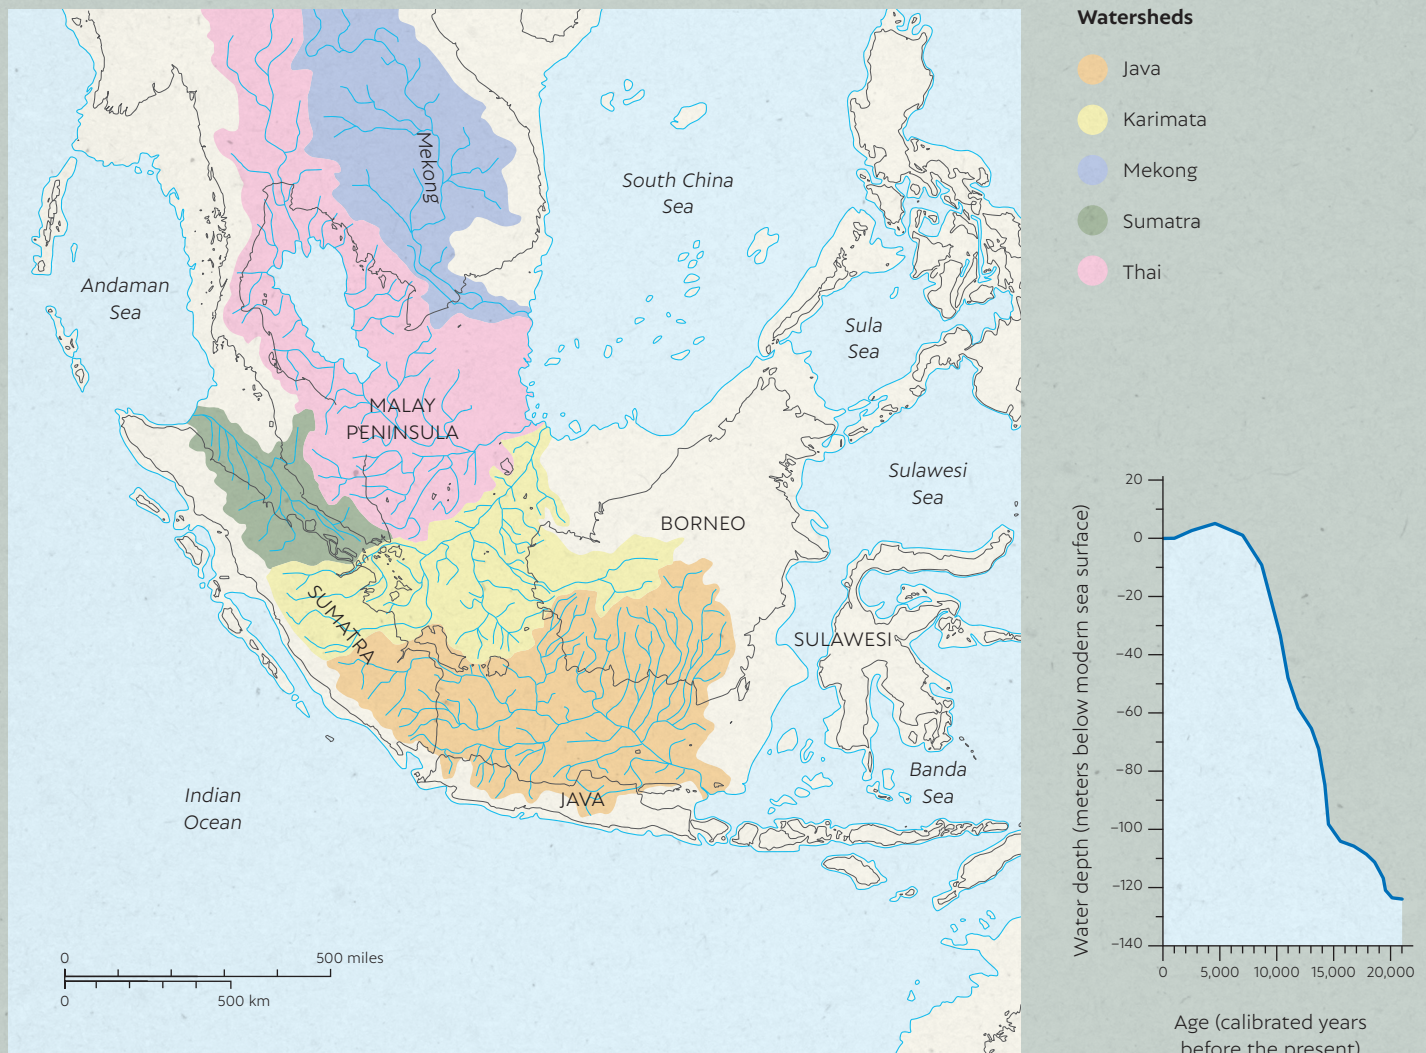 Mekong
South China
Sea
Andaman
Sea
Sula
Sea
MALAY
PENINSULA
Sulawesi
Sea
BORNEO
SUMATRA
SULAWESI
Banda
Sea
JAVA
Indian
Ocean
0 500 miles
0 500 km
Watersheds
Java
Karimata
Mekong
Sumatra
Thai
Water depth (meters below modern sea surface)
20
0
–20
–40
–60
–80
–100
–120
–140
0 5,000 10,000 15,000 20,000
Age (calibrated years
before the present)